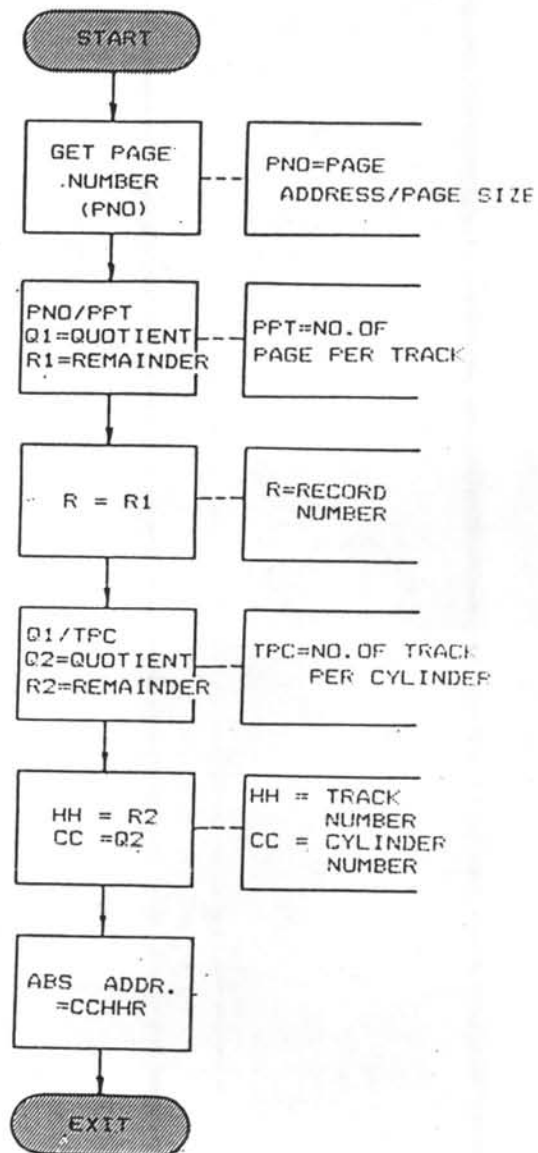 START
GET PAGE
.NUMBER
(PNO)
PNO=PAGE
ADDRESS/PAGE SIZE
PNO/PPT
Q1=QUOTIENT
R1=REMAINDER
PPT=NO.OF
PAGE PER TRACK
R = R1
R=RECORD
NUMBER
Q1/TPC
Q2=QUOTIENT
R2=REMAINDER
TPC=NO.OF TRACK
PER CYLINDER
HH = R2
CC =Q2
HH = TRACK
NUMBER
CC = CYLINDER
NUMBER
ABS ADDR.
=CCHHR
EXIT